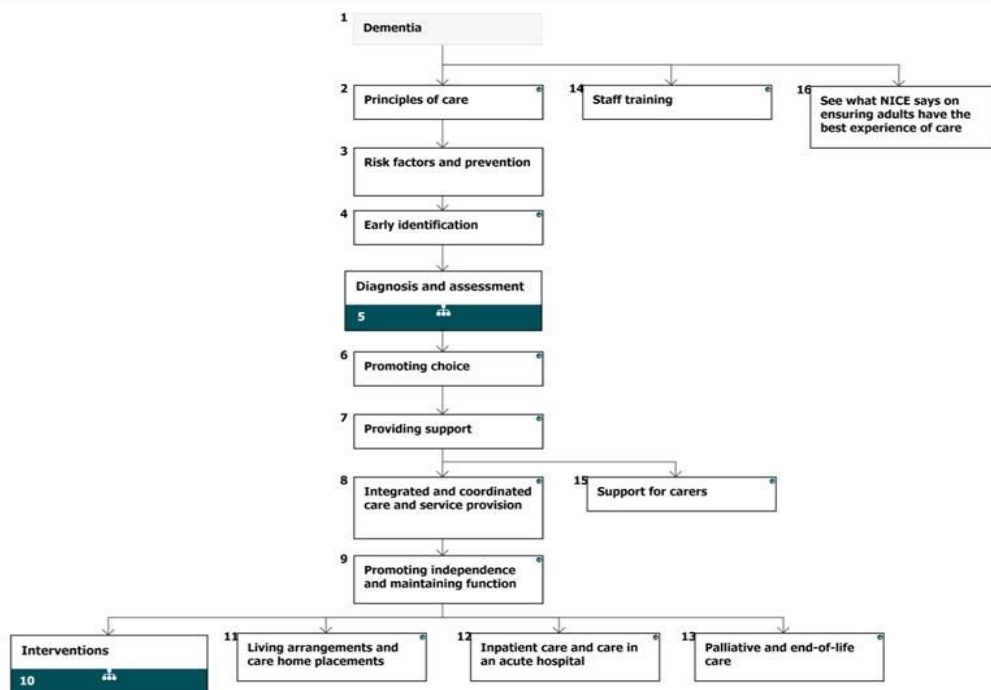 1
Dementia
2
Principles of care
14
Staff training
16
See what NICE says on
ensuring adults have the
best experience of care
3
Risk factors and prevention
4
Early identification
Diagnosis and assessment
5
6
Promoting choice
7
Providing support
8
Integrated and coordinated
care and service provision
15
Support for carers
9
Promoting independence
and maintaining function
Interventions
10
11
Living arrangements and
care home placements
12
Inpatient care and care in
an acute hospital
13
Palliative and end-of-life
care